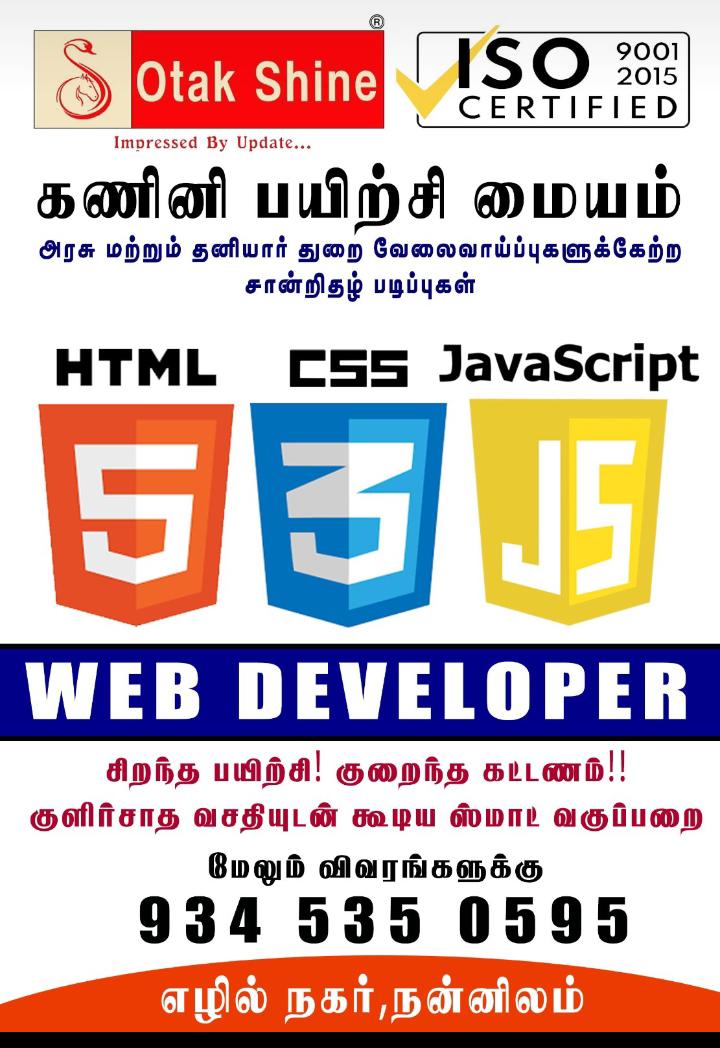 ®
Otak Shine
Impressed By Update...
ISO 9001 2015
CERTIFIED
கணினி பயிற்சி மையம்
அரசு மற்றும் தனியார் துறை வேலைவாய்ப்புகளுக்கேற்ற
சான்றிதழ் படிப்புகள்
HTML CSS JavaScript
5 3 JS
WEB DEVELOPER
சிறந்த பயிற்சி! குறைந்த கட்டணம்!!
குளிர்சாத வசதியுடன் கூடிய ஸ்மாட் வகுப்பறை
மேலும் விவரங்களுக்கு
934 535 0595
எழில் நகர்,நன்னிலம்